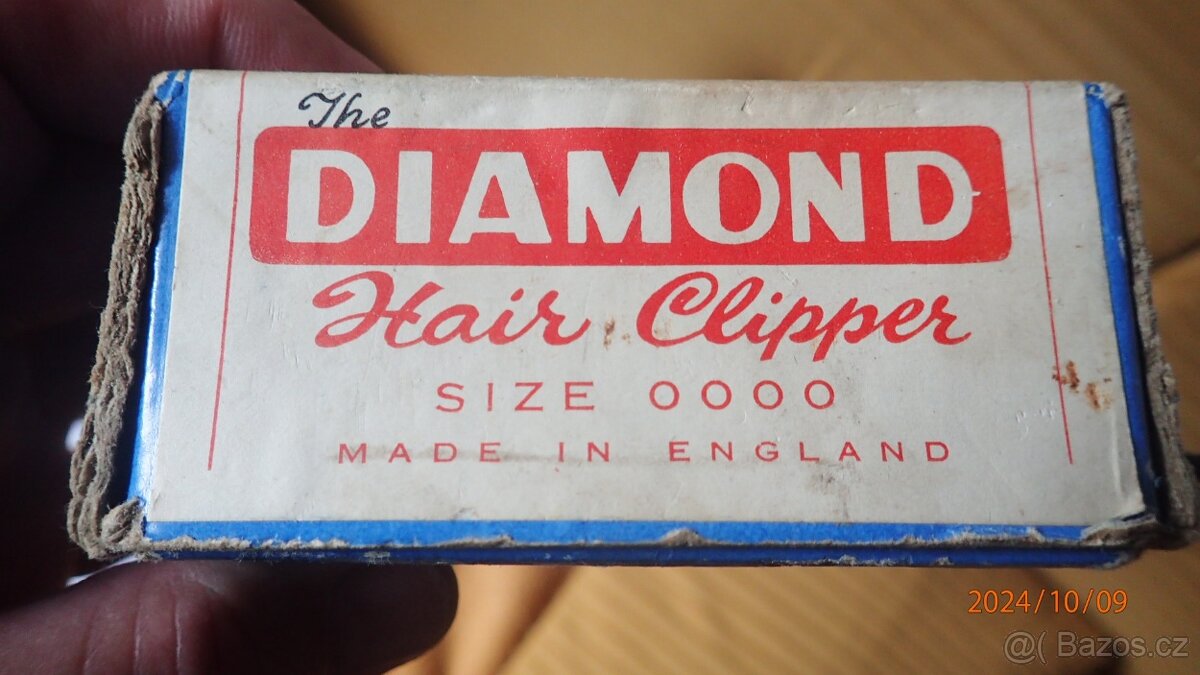 The
DIAMOND
Hair Clipper
SIZE 0000
MADE IN ENGLAND
2024/10/09
@( Bazos.cz